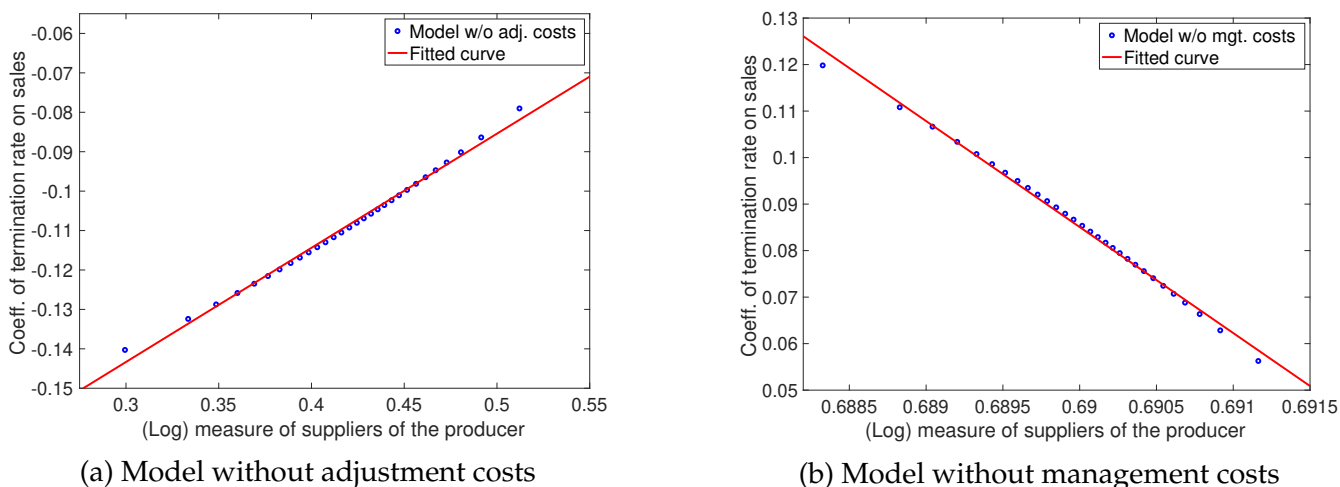 -0.06
-0.07
-0.08
-0.09
-0.1
-0.11
-0.12
-0.13
-0.14
-0.15
Coeff. of termination rate on sales
Model w/o adj. costs
Fitted curve
0.3 0.35 0.4 0.45 0.5 0.55
(Log) measure of suppliers of the producer
(a) Model without adjustment costs
0.13
0.12
0.11
0.1
0.09
0.08
0.07
0.06
0.05
Coeff. of termination rate on sales
Model w/o mgt. costs
Fitted curve
0.6885 0.689 0.6895 0.69 0.6905 0.691 0.6915
(Log) measure of suppliers of the producer
(b) Model without management costs